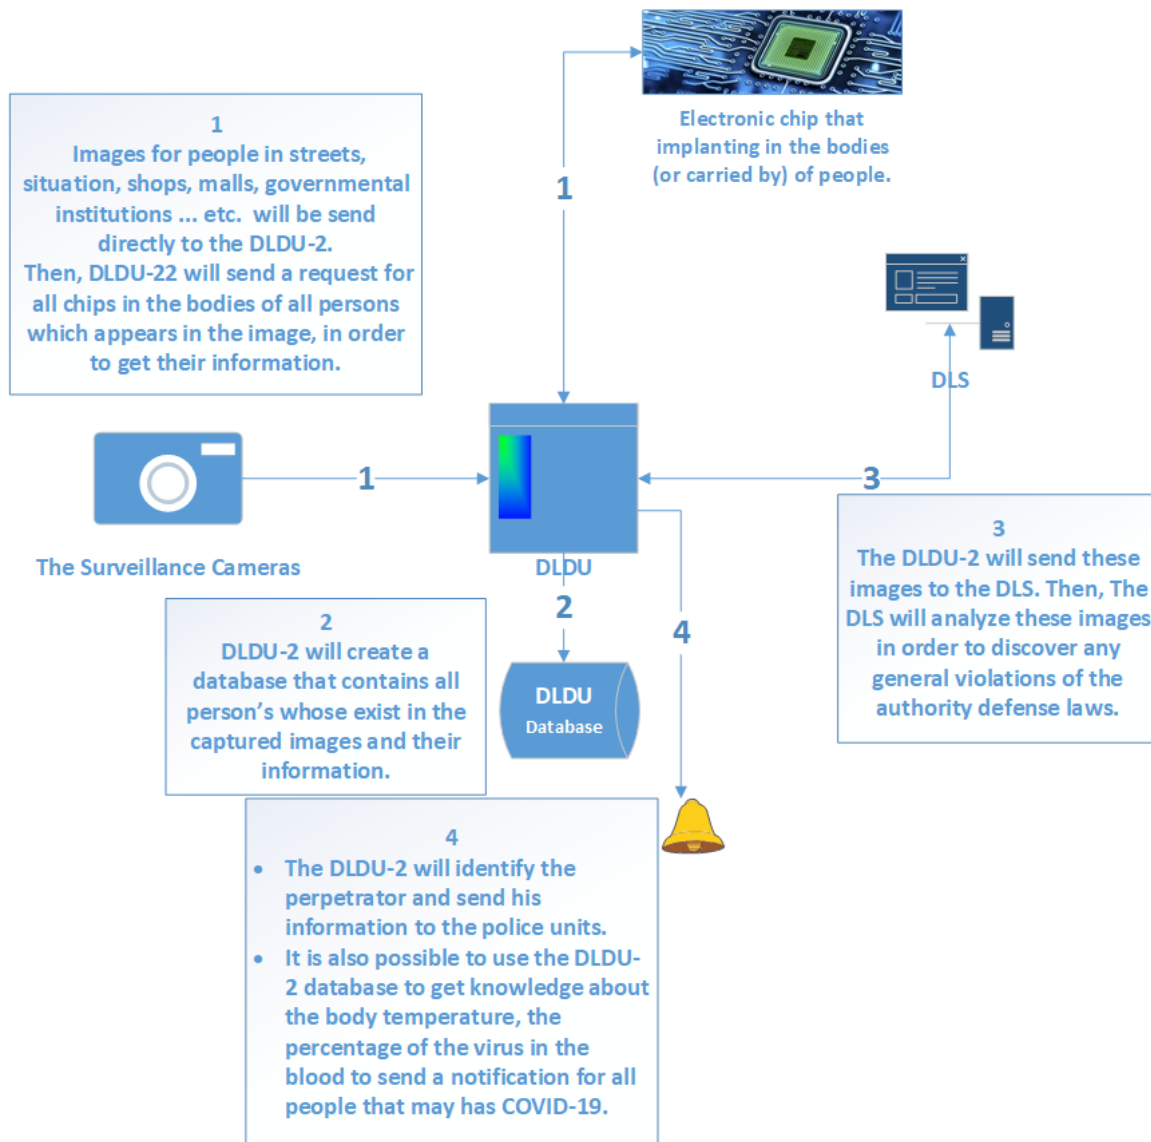 Electronic chip that
implanting in the bodies
(or carried by) of people.
1
1
Images for people in streets,
situation, shops, malls, governmental
institutions ... etc.  will be send
directly to the DLDU-2.
Then, DLDU-22 will send a request for
all chips in the bodies of all persons
which appears in the image, in order
to get their information.
DLS
1
3
The Surveillance Cameras
DLDU
3
The DLDU-2 will send these
images to the DLS. Then, The
DLS will analyze these images
in order to discover any
general violations of the
authority defense laws.
2
4
2
DLDU-2 will create a
database that contains all
person's whose exist in the
captured images and their
information.
DLDU
Database
4
• The DLDU-2 will identify the
perpetrator and send his
information to the police units.
• It is also possible to use the DLDU-
2 database to get knowledge about
the body temperature, the
percentage of the virus in the
blood to send a notification for all
people that may has COVID-19.